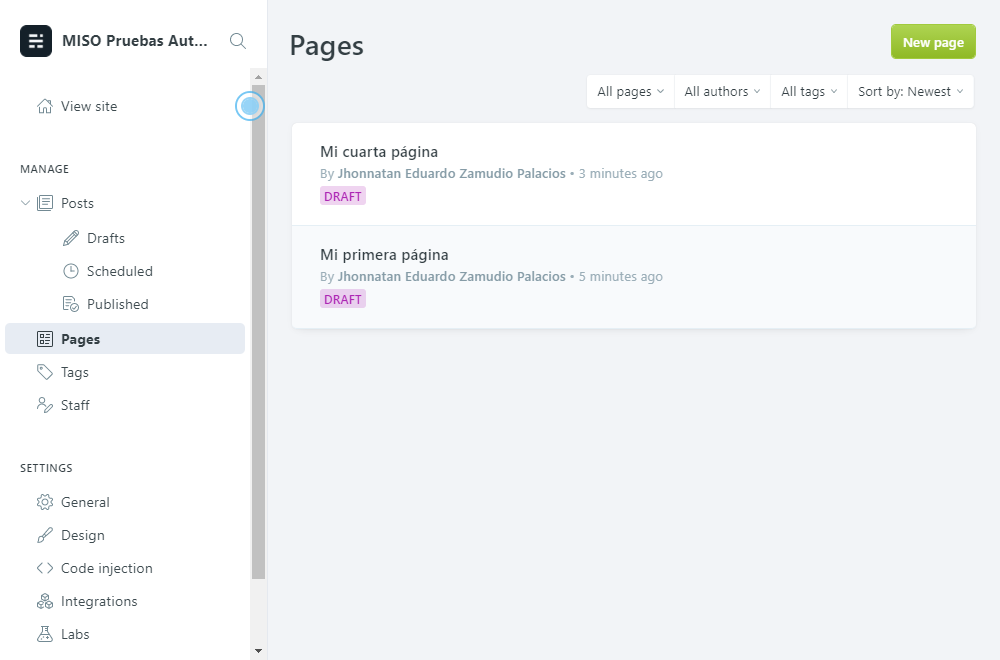 MISO Pruebas Aut...
View site
MANAGE
Posts
Drafts
Scheduled
Published
Pages
Tags
Staff
SETTINGS
General
Design
Code injection
Integrations
Labs
Pages
New page
All pages All authors All tags Sort by: Newest
Mi cuarta página
By Jhonnatan Eduardo Zamudio Palacios • 3 minutes ago
DRAFT
Mi primera página
By Jhonnatan Eduardo Zamudio Palacios • 5 minutes ago
DRAFT